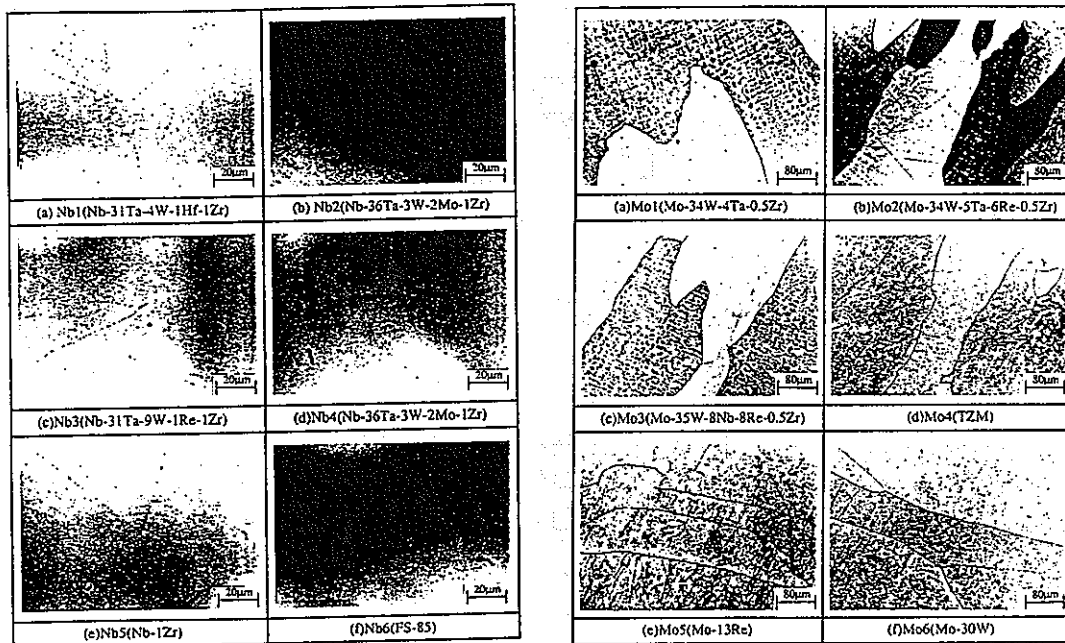 20μm
20μm
(a) Nb1(Nb-31Ta-4W-1Hf-1Zr)
(b) Nb2(Nb-36Ta-3W-2Mo-1Zr)
20μm
20μm
(c)Nb3(Nb-31Ta-9W-1Re-1Zr)
(d)Nb4(Nb-36Ta-3W-2Mo-1Zr)
20μm
20μm
(e)Nb5(Nb-1Zr)
(f)Nb6(FS-85)
80μm
80μm
(a)Mo1(Mo-34W-4Ta-0.5Zr)
(b)Mo2(Mo-34W-5Ta-6Re-0.5Zr)
80μm
80μm
(c)Mo3(Mo-35W-8Nb-8Re-0.5Zr)
(d)Mo4(TZM)
80μm
80μm
(e)Mo5(Mo-13Re)
(f)Mo6(Mo-30W)